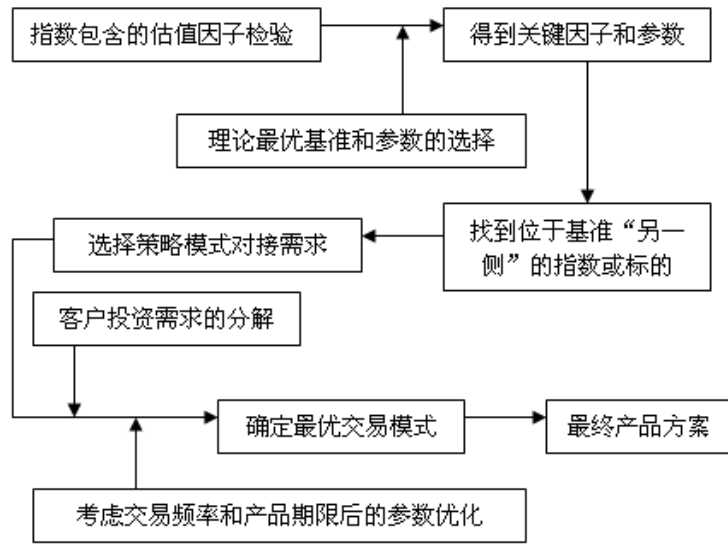 指数包含的估值因子检验
得到关键因子和参数
理论最优基准和参数的选择
找到位于基准“另一
侧”的指数或标的
选择策略模式对接需求
客户投资需求的分解
确定最优交易模式
最终产品方案
考虑交易频率和产品期限后的参数优化